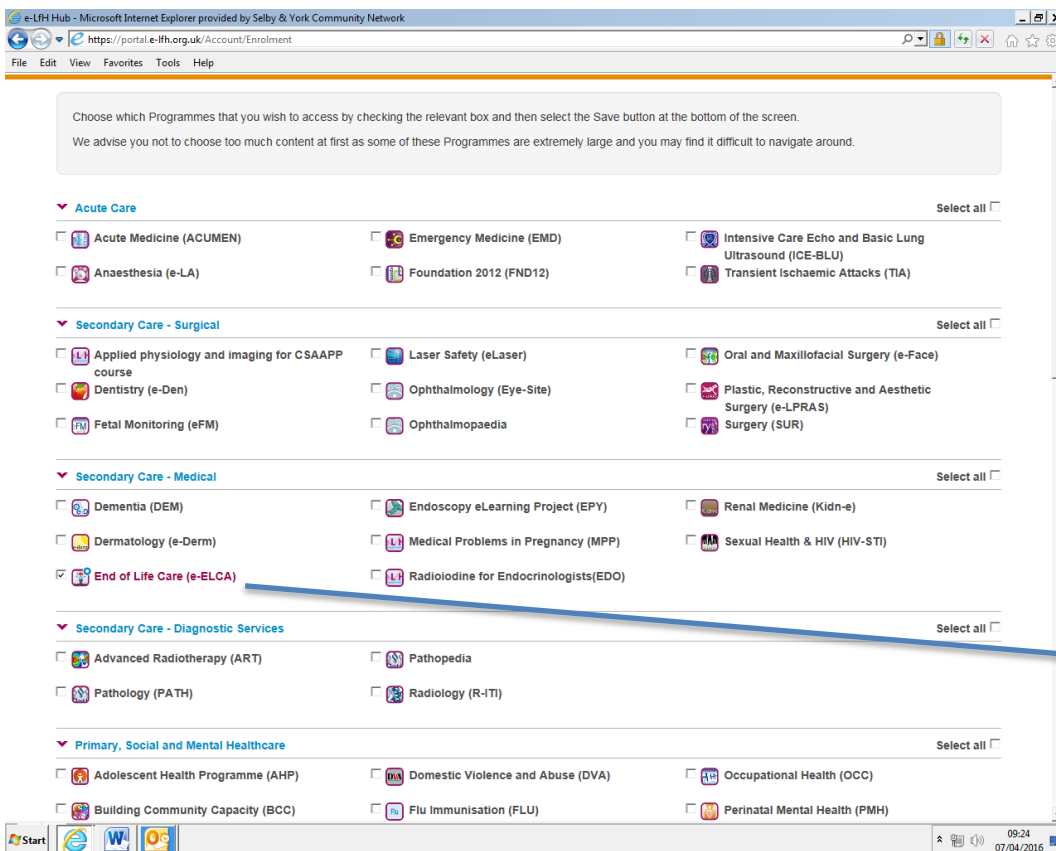 e-LfH Hub - Microsoft Internet Explorer provided by Selby & York Community Network
https://portal.e-lfh.org.uk/Account/Enrolment
File Edit View Favorites Tools Help
Choose which Programmes that you wish to access by checking the relevant box and then select the Save button at the bottom of the screen.
We advise you not to choose too much content at first as some of these Programmes are extremely large and you may find it difficult to navigate around.
Acute Care Select all
Acute Medicine (ACUMEN) Emergency Medicine (EMD) Intensive Care Echo and Basic Lung
Ultrasound (ICE-BLU)
Anaesthesia (e-LA) Foundation 2012 (FND12) Transient Ischaemic Attacks (TIA)
Secondary Care - Surgical Select all
Applied physiology and imaging for CSAAPP Laser Safety (eLaser) Oral and Maxillofacial Surgery (e-Face)
course
Dentistry (e-Den) Ophthalmology (Eye-Site) Plastic, Reconstructive and Aesthetic
Surgery (e-LPRAS)
Fetal Monitoring (eFM) Ophthalmopaedia Surgery (SUR)
Secondary Care - Medical Select all
Dementia (DEM) Endoscopy eLearning Project (EPY) Renal Medicine (Kidn-e)
Dermatology (e-Derm) Medical Problems in Pregnancy (MPP) Sexual Health & HIV (HIV-STI)
End of Life Care (e-ELCA) Radioiodine for Endocrinologists(EDO)
Secondary Care - Diagnostic Services Select all
Advanced Radiotherapy (ART) Pathopedia
Pathology (PATH) Radiology (R-ITI)
Primary, Social and Mental Healthcare Select all
Adolescent Health Programme (AHP) Domestic Violence and Abuse (DVA) Occupational Health (OCC)
Building Community Capacity (BCC) Flu Immunisation (FLU) Perinatal Mental Health (PMH)
Start 09:24
07/04/2016